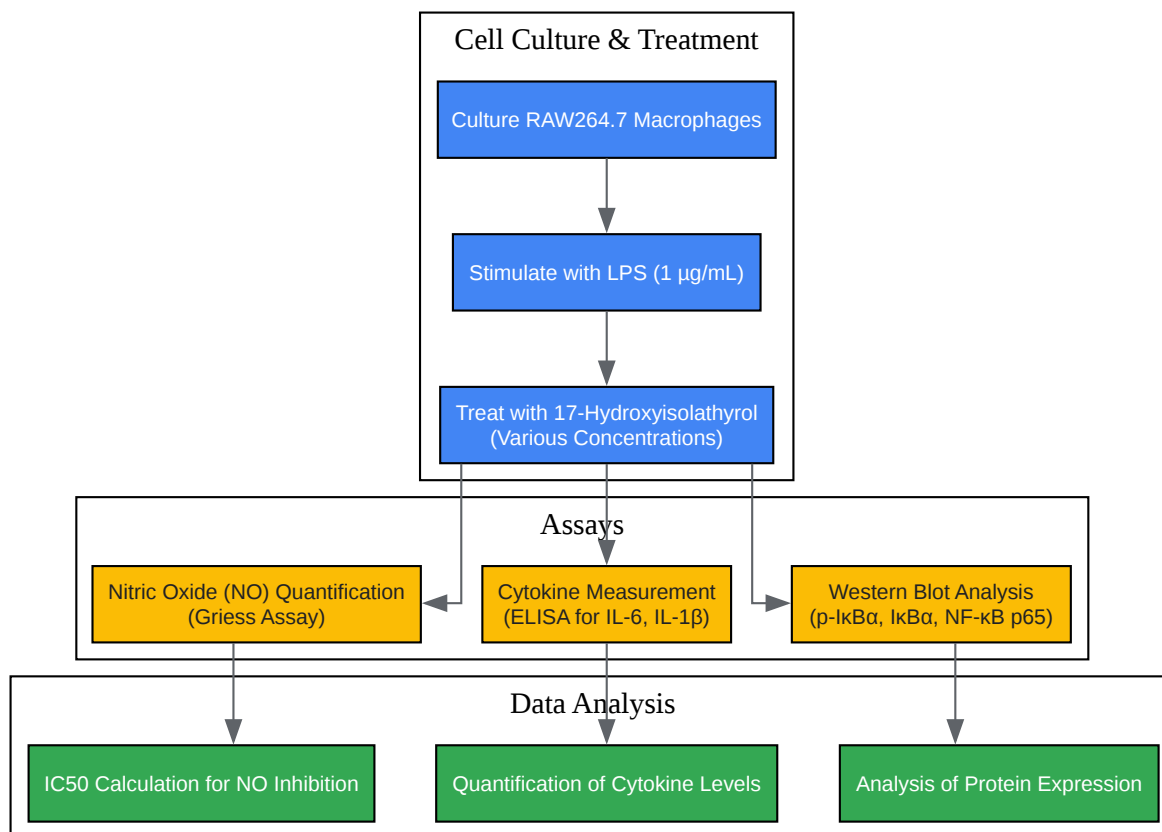 Cell Culture & Treatment
Culture RAW264.7 Macrophages
Stimulate with LPS (1 µg/mL)
Treat with 17-Hydroxyisolathyrol
(Various Concentrations)
Assays
Nitric Oxide (NO) Quantification
(Griess Assay)
Cytokine Measurement
(ELISA for IL-6, IL-1β)
Western Blot Analysis
(p-IκBα, IκBα, NF-κB p65)
Data Analysis
IC50 Calculation for NO Inhibition
Quantification of Cytokine Levels
Analysis of Protein Expression